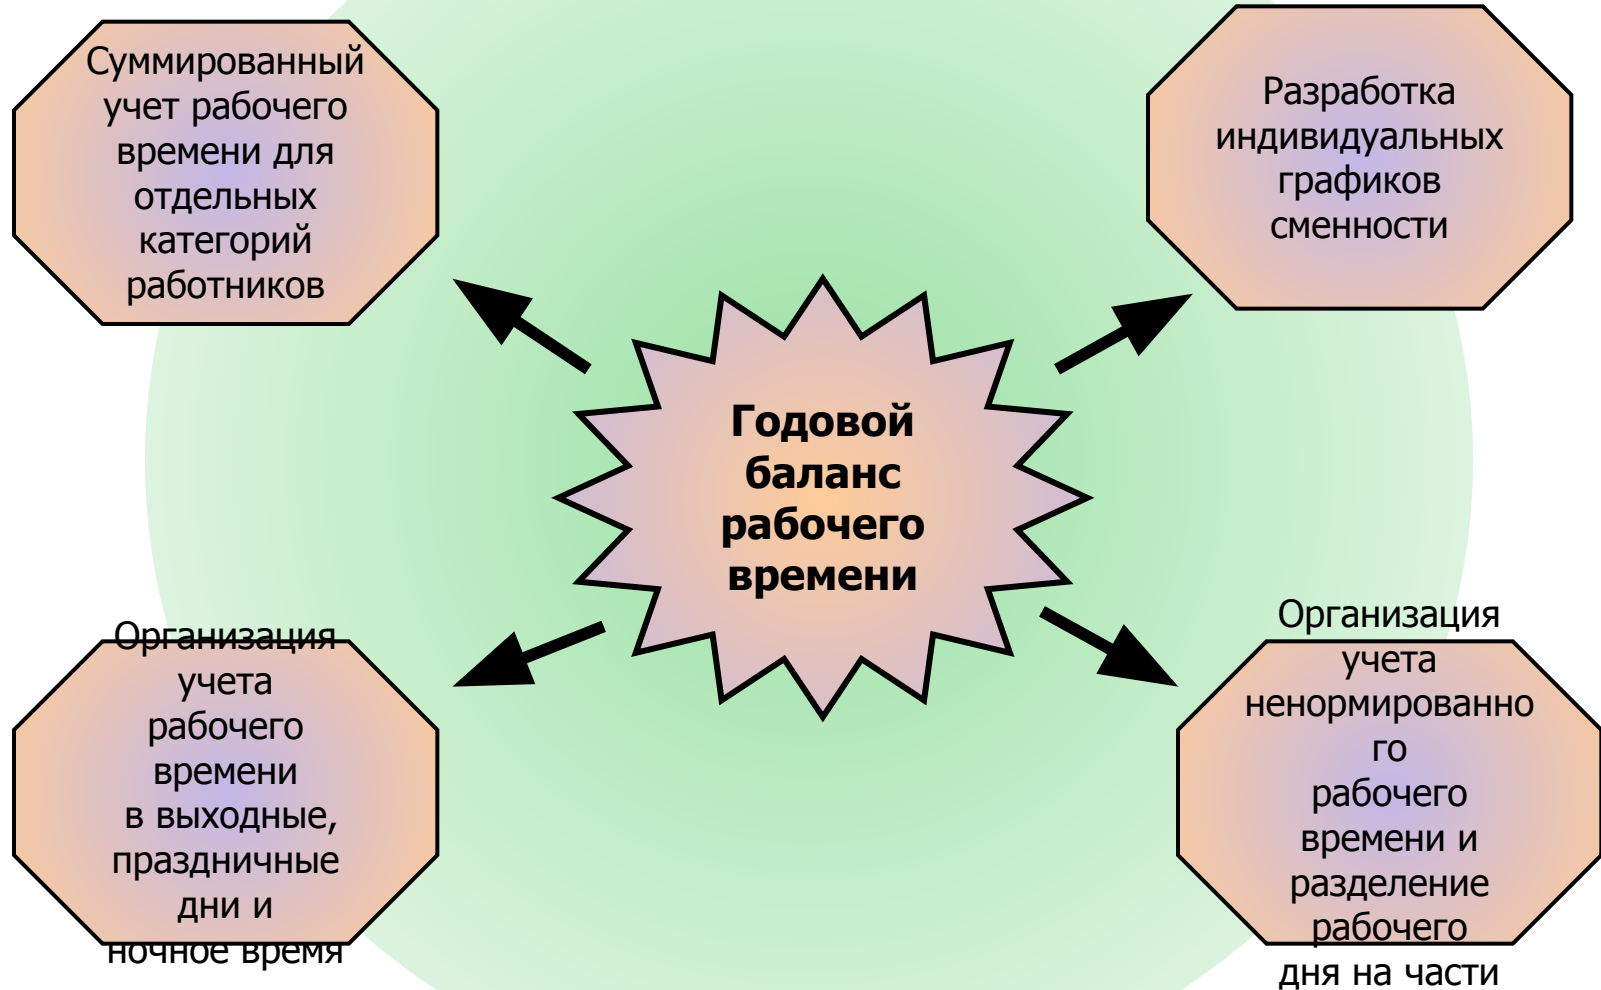 Суммированный
учет рабочего
времени для
отдельных
категорий
работников
Разработка
индивидуальных
графиков
сменности
Годовой
баланс
рабочего
времени
Организация
учета
рабочего
времени
в выходные,
праздничные
дни и
ночное время
Организация
учета
ненормированно
го
рабочего
времени и
разделение
рабочего
дня на части